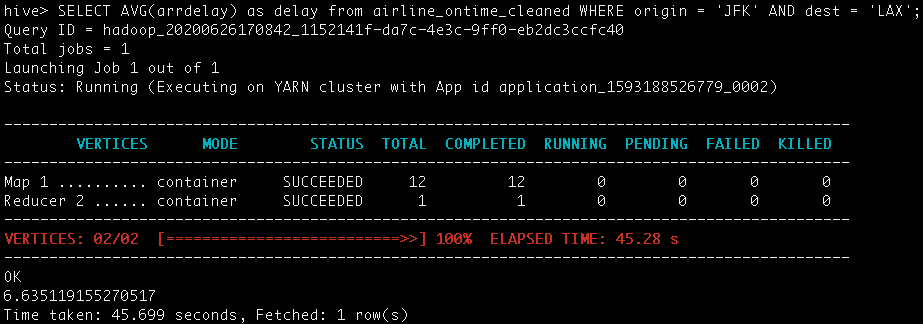 hive> SELECT AVG(arrdelay) as delay from airline_ontime_cleaned WHERE origin = 'JFK' AND dest = 'LAX';
Query ID = hadoop_20200626170842_1152141f-da7c-4e3c-9ff0-eb2dc3ccfc40
Total jobs = 1
Launching Job 1 out of 1
Status: Running (Executing on YARN cluster with App id application_1593188526779_0002)
----------------------------------------------------------------------------------------------
        VERTICES      MODE        STATUS  TOTAL  COMPLETED  RUNNING  PENDING  FAILED  KILLED
----------------------------------------------------------------------------------------------
Map 1 .......... container     SUCCEEDED     12         12        0        0       0       0
Reducer 2 ...... container     SUCCEEDED      1          1        0        0       0       0
----------------------------------------------------------------------------------------------
VERTICES: 02/02  [==========================>>] 100%  ELAPSED TIME: 45.28 s
----------------------------------------------------------------------------------------------
OK
6.635119155270517
Time taken: 45.699 seconds, Fetched: 1 row(s)